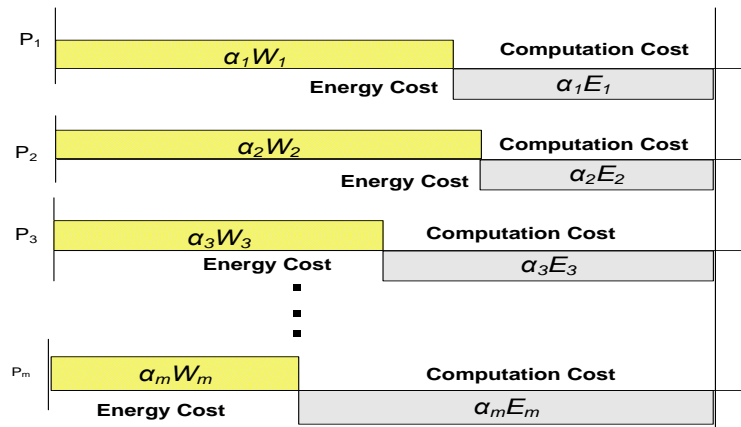 P₁
Computation Cost
α₁W₁
Energy Cost
α₁E₁
P₂
Computation Cost
α₂W₂
Energy Cost
α₂E₂
P₃
Computation Cost
α₃W₃
Energy Cost
α₃E₃
Pₘ
Computation Cost
αₘWₘ
Energy Cost
αₘEₘ